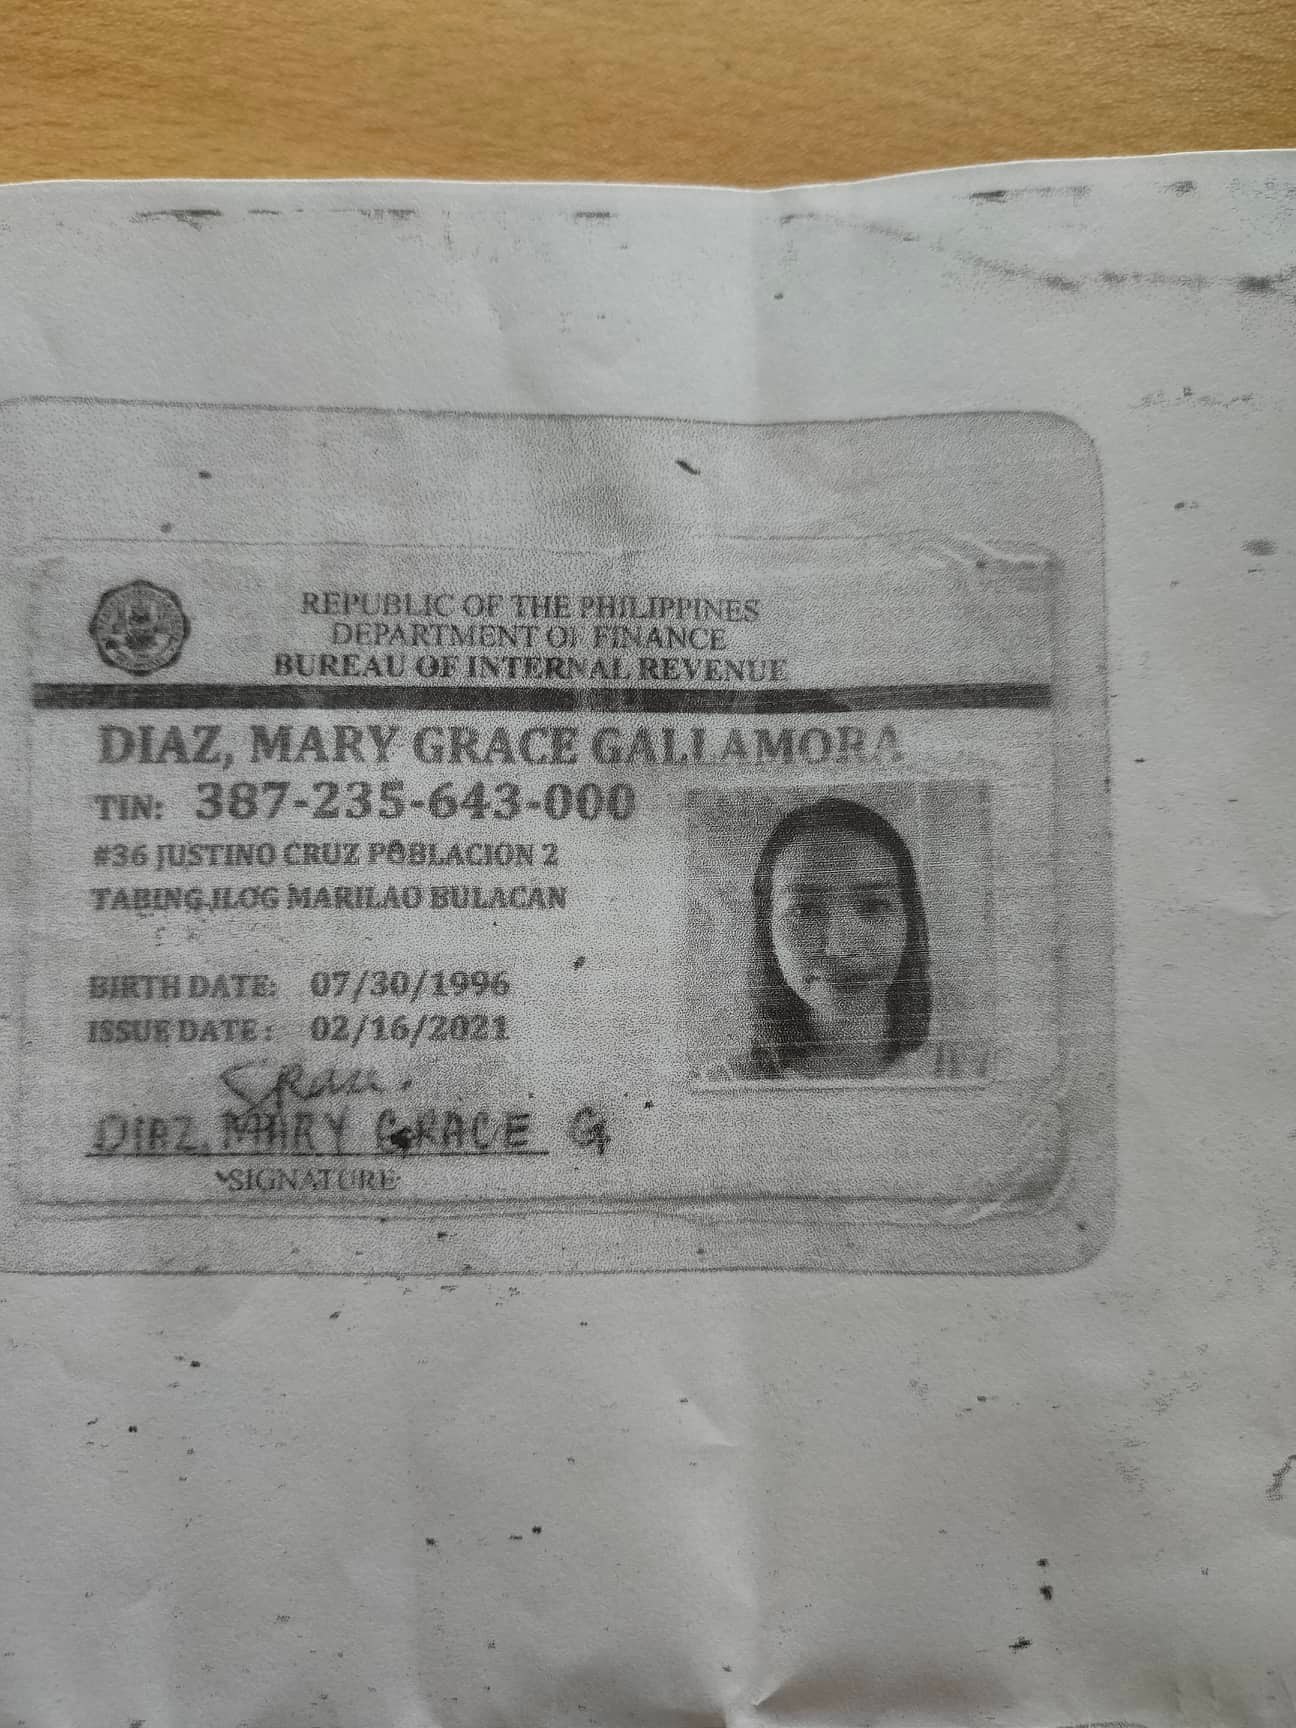 REPUBLIC OF THE PHILIPPINES
DEPARTMENT OF FINANCE
BUREAU OF INTERNAL REVENUE
DIAZ, MARY GRACE GALLAMORA
TIN: 387-235-643-000
#36 JUSTINO CRUZ POBLACION 2
TABING ILOG MARILAO BULACAN
BIRTH DATE: 07/30/1996
ISSUE DATE: 02/16/2021
DIAZ, MARY GRACE G
SIGNATURE